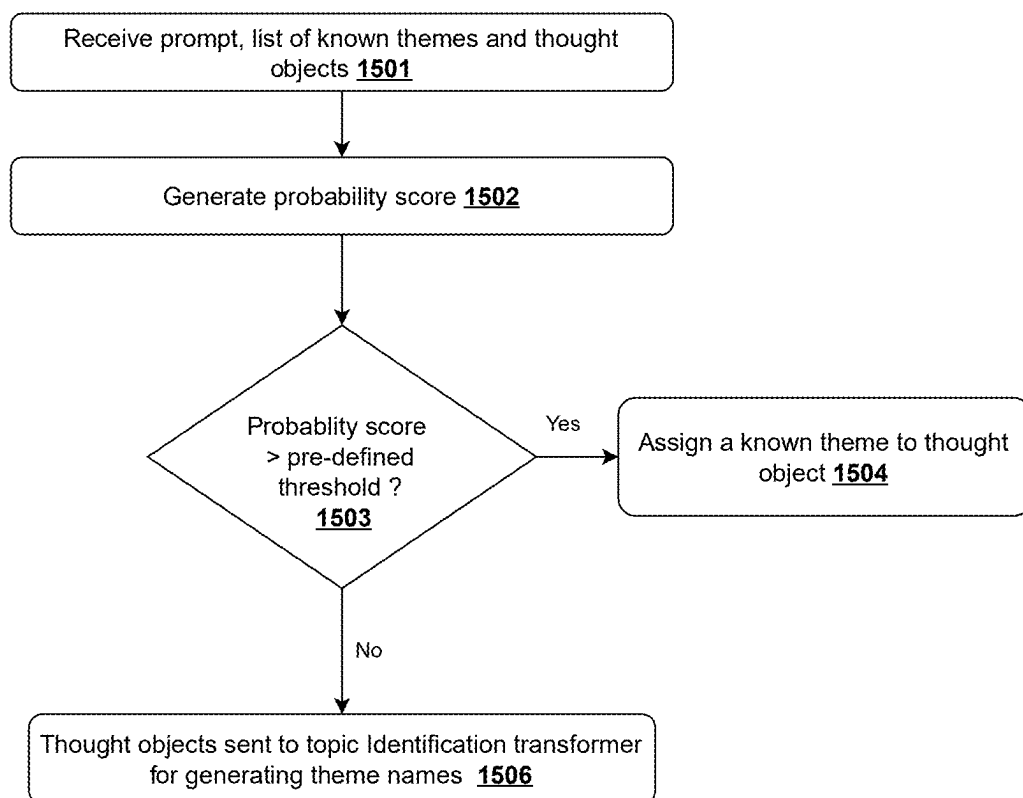 Receive prompt, list of known themes and thought
objects 1501
Generate probability score 1502
Probablity score
> pre-defined
threshold ?
1503
Yes
Assign a known theme to thought
object 1504
No
Thought objects sent to topic Identification transformer
for generating theme names 1506